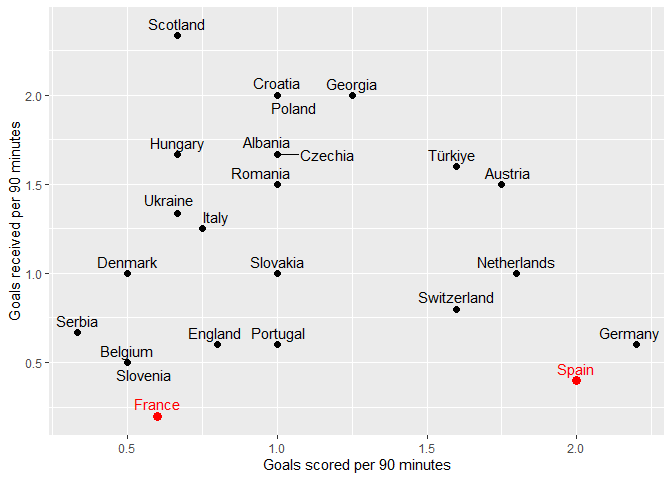 Scotland
Croatia
Georgia
2.0
Poland
Hungary
Albania
Czechia
Türkiye
Romania
Austria
1.5
Ukraine
Italy
Denmark
Slovakia
Netherlands
1.0
Switzerland
Serbia
England
Portugal
Germany
Belgium
0.5
Slovenia
Spain
France
Goals received per 90 minutes
0.5
1.0
1.5
2.0
Goals scored per 90 minutes